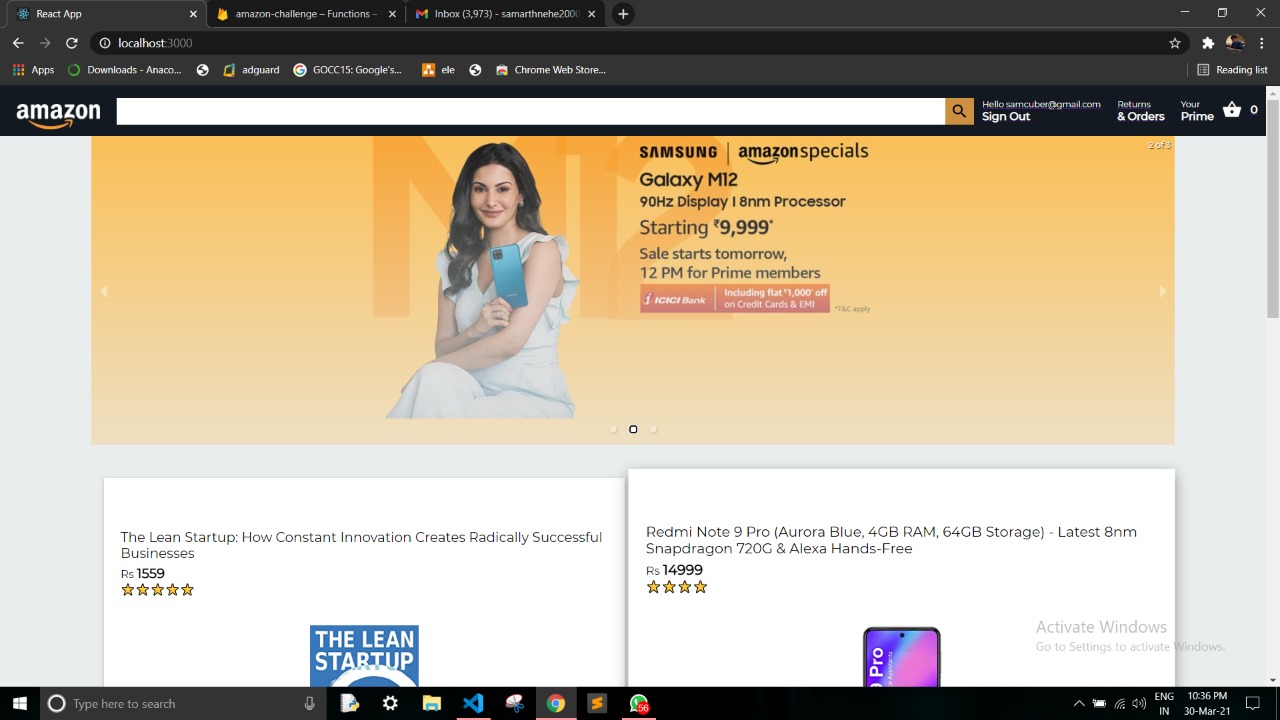 React App
amazon-challenge – Functions –
Inbox (3,973) - samarthnehe2000
localhost:3000
Apps
Downloads - Anaco...
adguard
GOCC15: Google's...
ele
Chrome Web Store...
Reading list
amazon
Hello samcuber@gmail.com
Sign Out
Returns
& Orders
Your
Prime
0
2 of 3
M12
SAMSUNG | amazonspecials
Galaxy M12
90Hz Display I 8nm Processor
Starting ₹9,999*
Sale starts tomorrow,
12 PM for Prime members
ICICI Bank
Including flat ₹1,000* off
on Credit Cards & EMI
*T&C apply
The Lean Startup: How Constant Innovation Creates Radically Successful
Businesses
Rs 1559
Redmi Note 9 Pro (Aurora Blue, 4GB RAM, 64GB Storage) - Latest 8nm
Snapdragon 720G & Alexa Hands-Free
Rs 14999
THE LEAN
STARTUP
9 Pro
Activate Windows
Go to Settings to activate Windows.
Type here to search
56
ENG
IN
10:36 PM
30-Mar-21